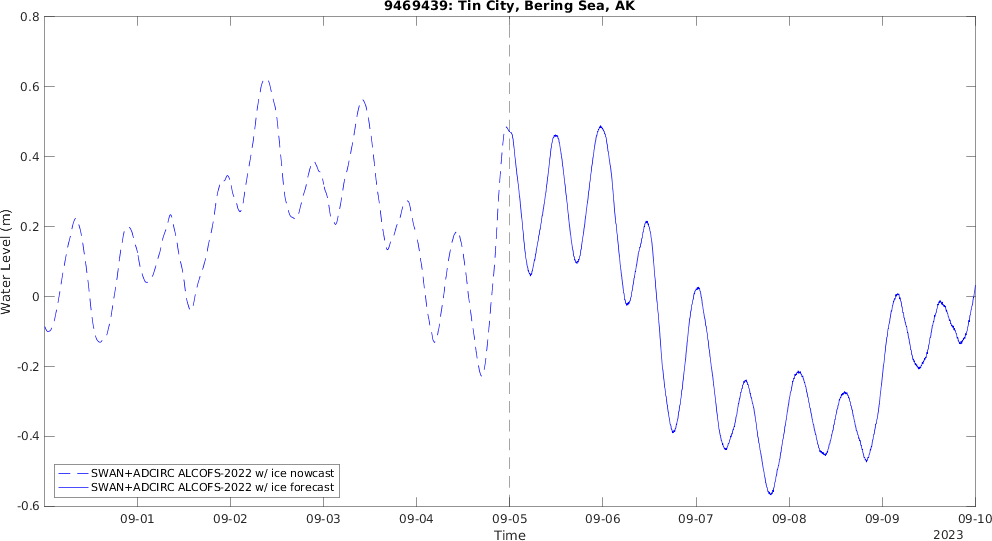 9469439: Tin City, Bering Sea, AK
0.8
0.6
0.4
0.2
0
-0.2
-0.4
-0.6
Water Level (m)
SWAN+ADCIRC ALCOFS-2022 w/ ice nowcast
SWAN+ADCIRC ALCOFS-2022 w/ ice forecast
09-01 09-02 09-03 09-04 09-05 09-06 09-07 09-08 09-09 09-10
Time
2023